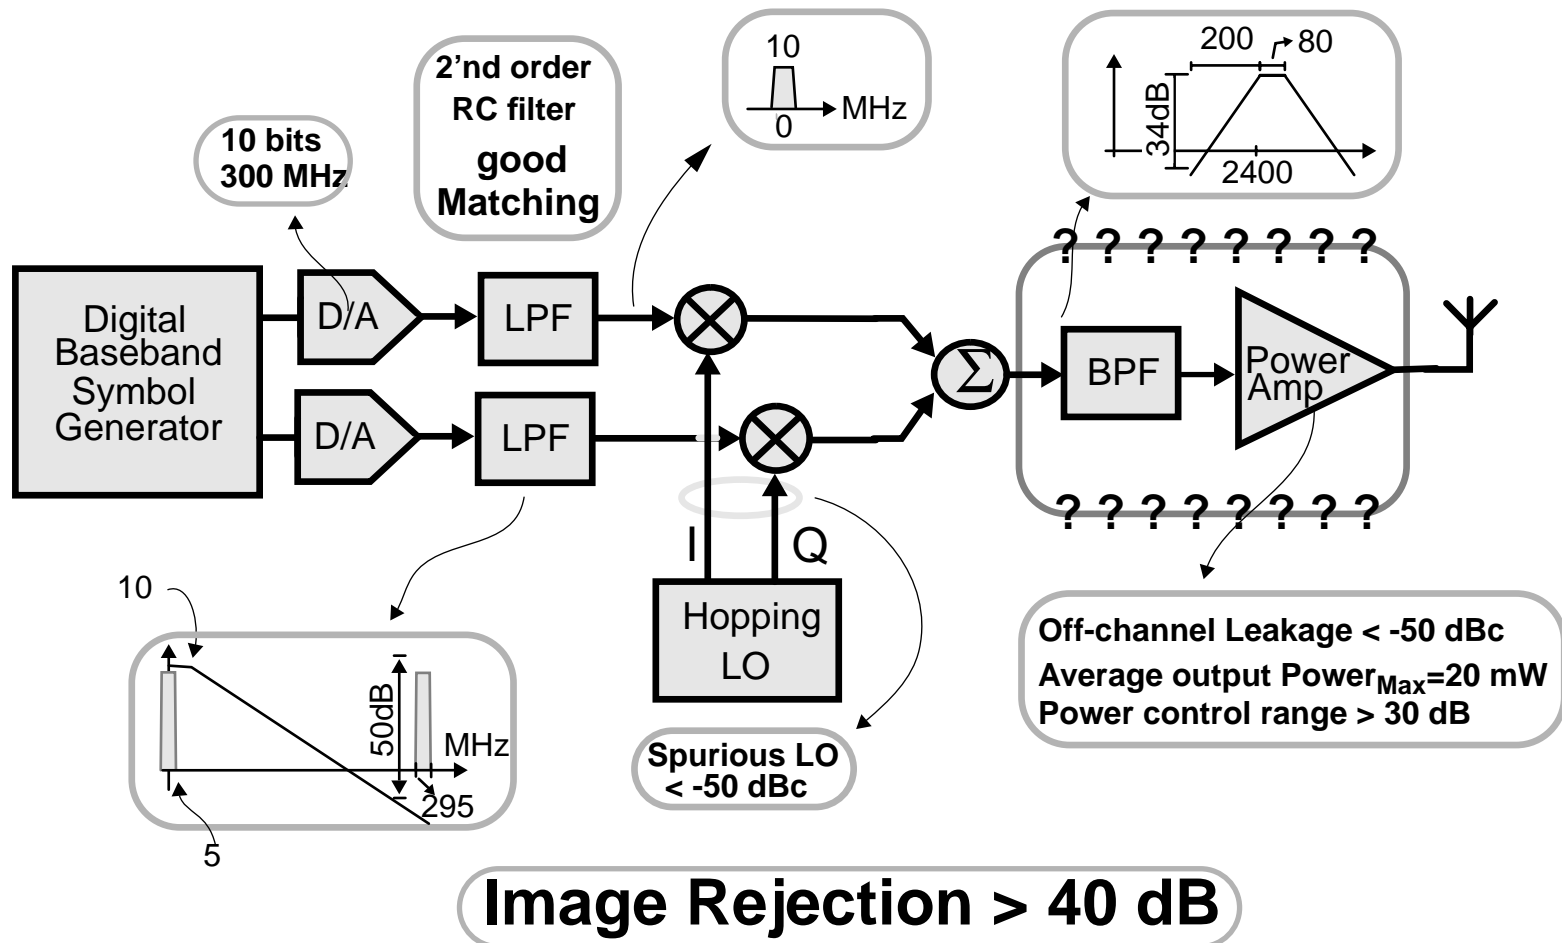 200
80
34dB
2400
10
MHz
0
2'nd order
RC filter
good
Matching
10 bits
300 MHz
? ? ? ? ? ? ? ?
Digital
Baseband
Symbol
Generator
D/A
LPF
D/A
LPF
Σ
BPF
Power
Amp
? ? ? ? ? ? ? ?
I
Q
Hopping
LO
10
50dB
MHz
295
5
Spurious LO
< -50 dBc
Off-channel Leakage < -50 dBc
Average output PowerMax=20 mW
Power control range > 30 dB
Image Rejection > 40 dB